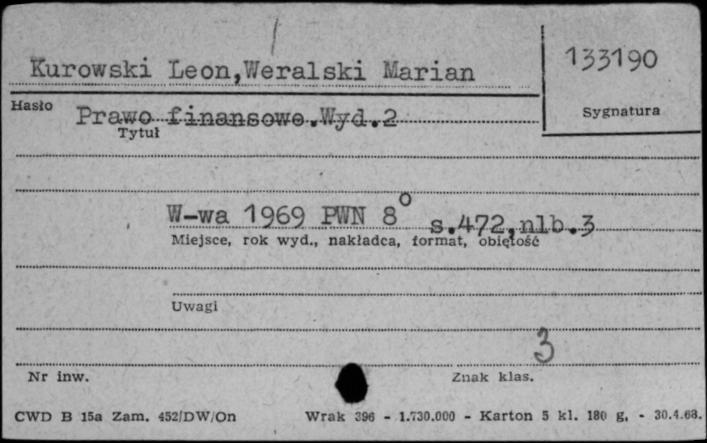 Kurowski Leon,Weralski Marian
133190
Hasło
Sygnatura
Prawo finansowe.Wyd.2
Tytuł
W-wa 1969 PWN 8° s.472,nlb.3
Miejsce, rok wyd., nakładca, format, objętość
Uwagi
3
Nr inw.
Znak klas.
CWD B 15a Zam. 452/DW/On Wrak 396 - 1.730.000 - Karton 5 kl. 180 g. - 30.4.68.